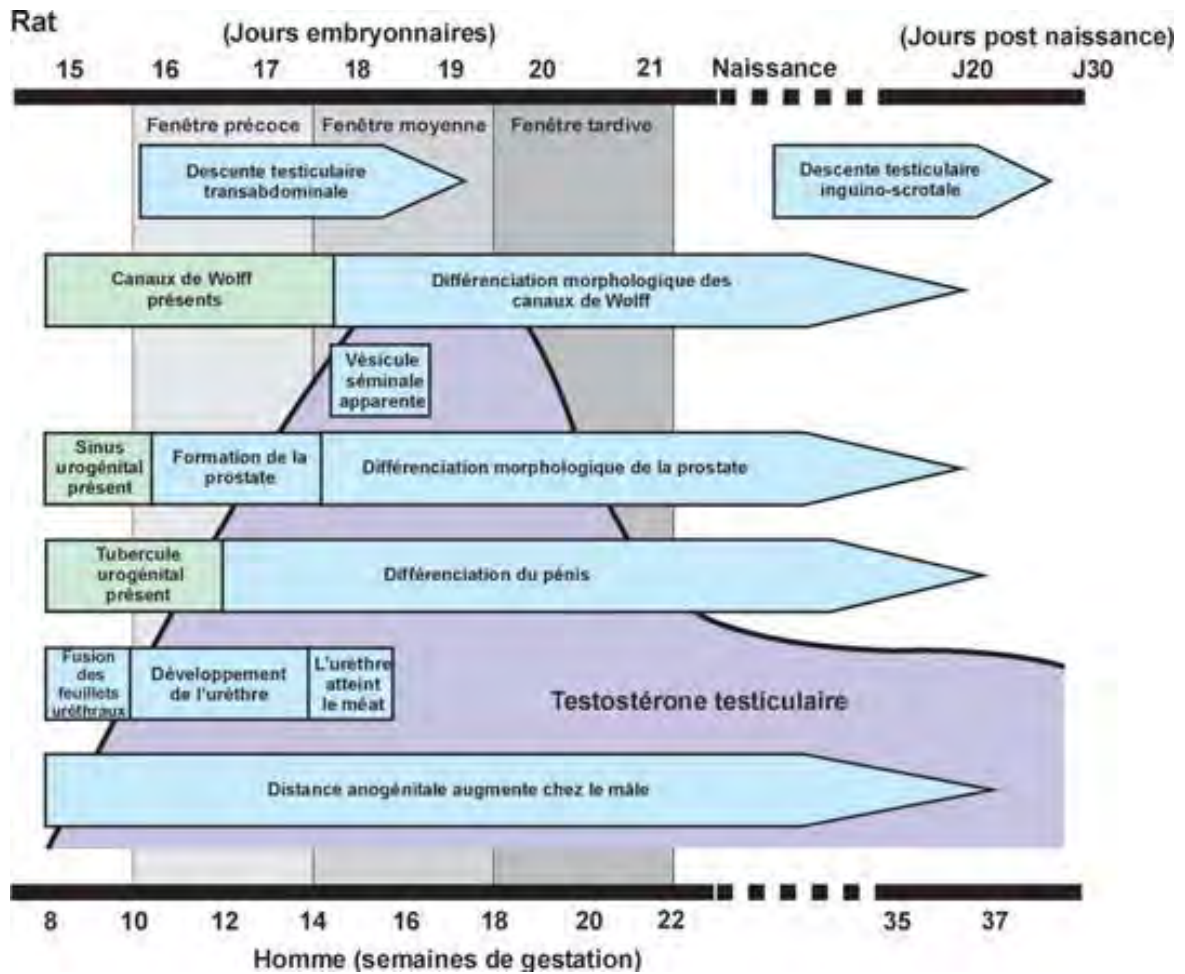 Rat
(Jours embryonnaires)
(Jours post naissance)
15 16 17 18 19 20 21 Naissance J20 J30
Fenêtre précoce Fenêtre moyenne Fenêtre tardive
Descente testiculaire
transabdominale
Descente testiculaire
inguino-scrotale
Canaux de Wolff
présents
Différenciation morphologique des
canaux de Wolff
Vésicule
séminale
apparente
Sinus
urogénital
présent
Formation de la
prostate
Différenciation morphologique de la prostate
Tubercule
urogénital
présent
Différenciation du pénis
Fusion
des
feuillets
uréthraux
Développement
de l'urèthre
L'urèthre
atteint
le méat
Testostérone testiculaire
Distance anogénitale augmente chez le mâle
8 10 12 14 16 18 20 22 35 37
Homme (semaines de gestation)